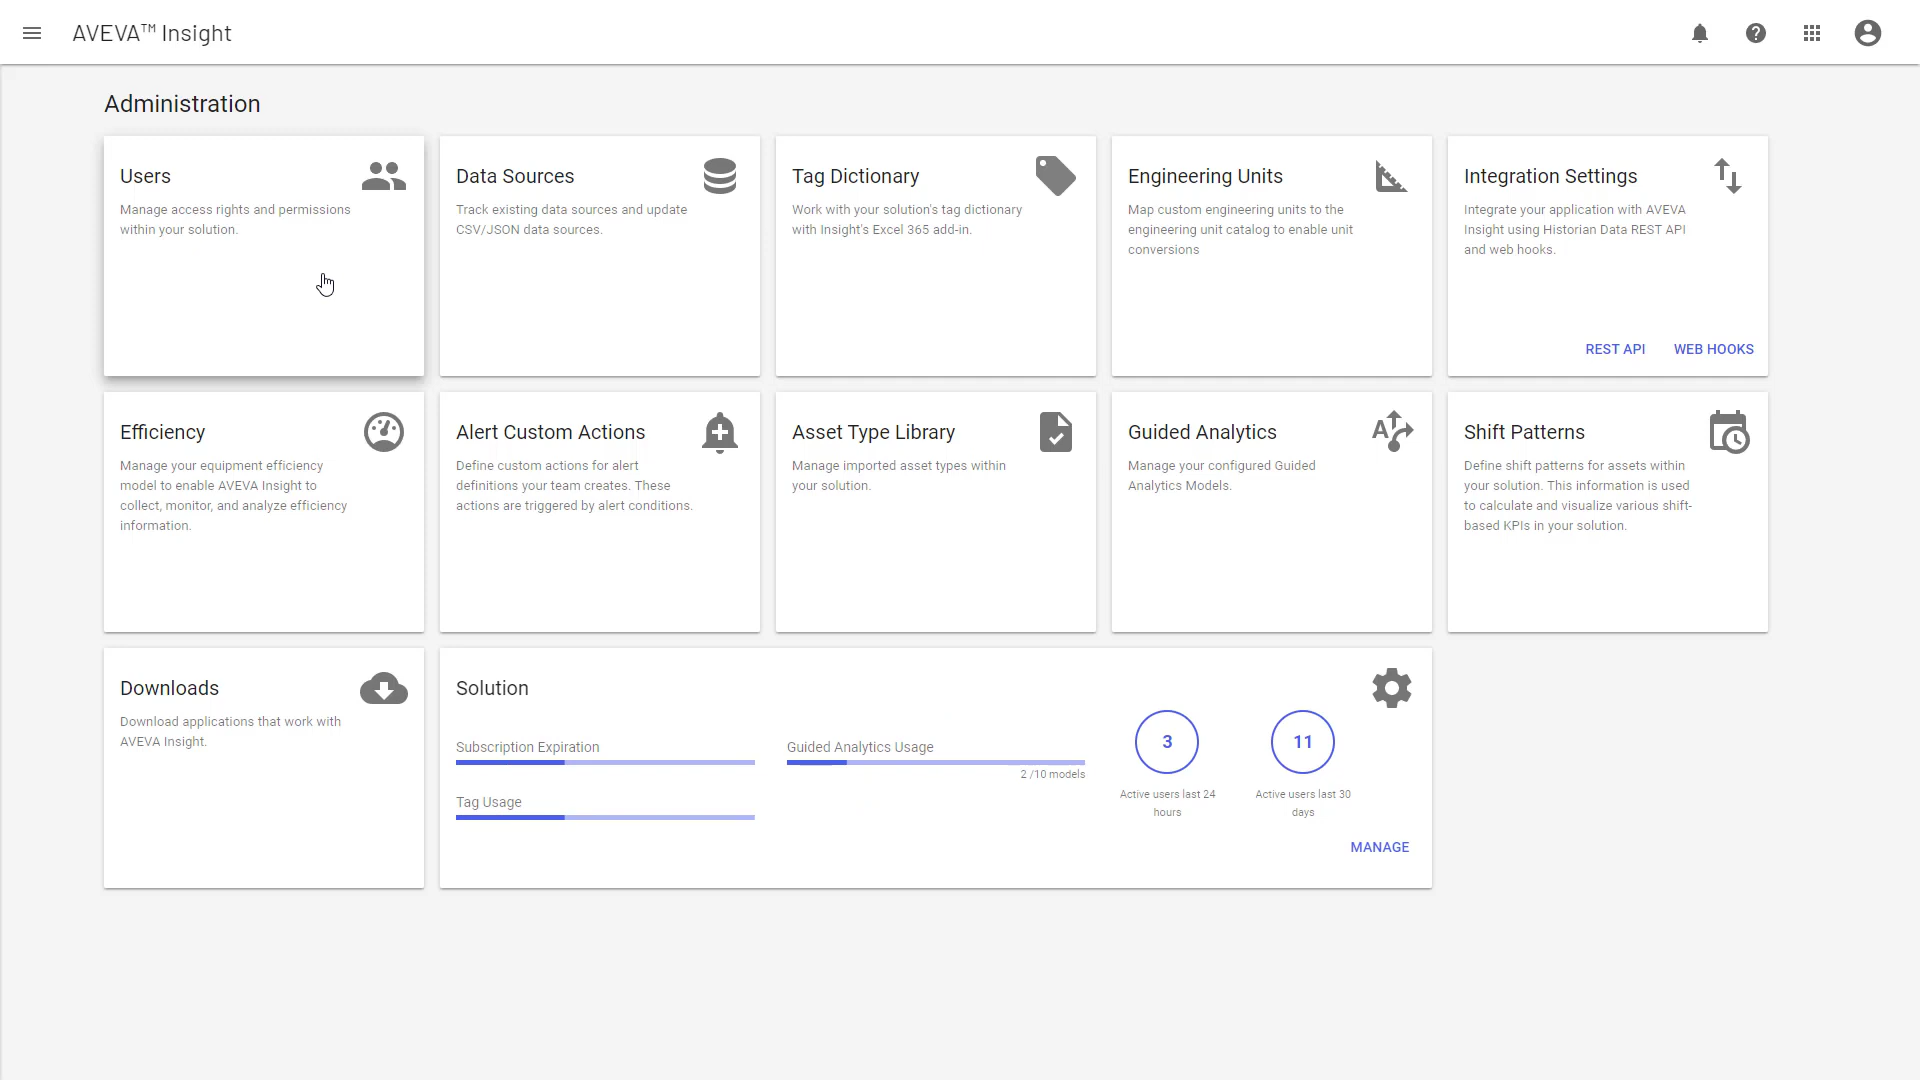 AVEVA™ Insight
Administration
Users
Manage access rights and permissions
within your solution.
Data Sources
Track existing data sources and update
CSV/JSON data sources.
Tag Dictionary
Work with your solution's tag dictionary
with Insight's Excel 365 add-in.
Engineering Units
Map custom engineering units to the
engineering unit catalog to enable unit
conversions
Integration Settings
Integrate your application with AVEVA
Insight using Historian Data REST API
and web hooks.
REST API
WEB HOOKS
Efficiency
Manage your equipment efficiency
model to enable AVEVA Insight to
collect, monitor, and analyze efficiency
information.
Alert Custom Actions
Define custom actions for alert
definitions your team creates. These
actions are triggered by alert conditions.
Asset Type Library
Manage imported asset types within
your solution.
Guided Analytics
Manage your configured Guided
Analytics Models.
Shift Patterns
Define shift patterns for assets within
your solution. This information is used
to calculate and visualize various shift-
based KPIs in your solution.
Downloads
Download applications that work with
AVEVA Insight.
Solution
Subscription Expiration
Tag Usage
Guided Analytics Usage
2 /10 models
3
Active users last 24
hours
11
Active users last 30
days
MANAGE